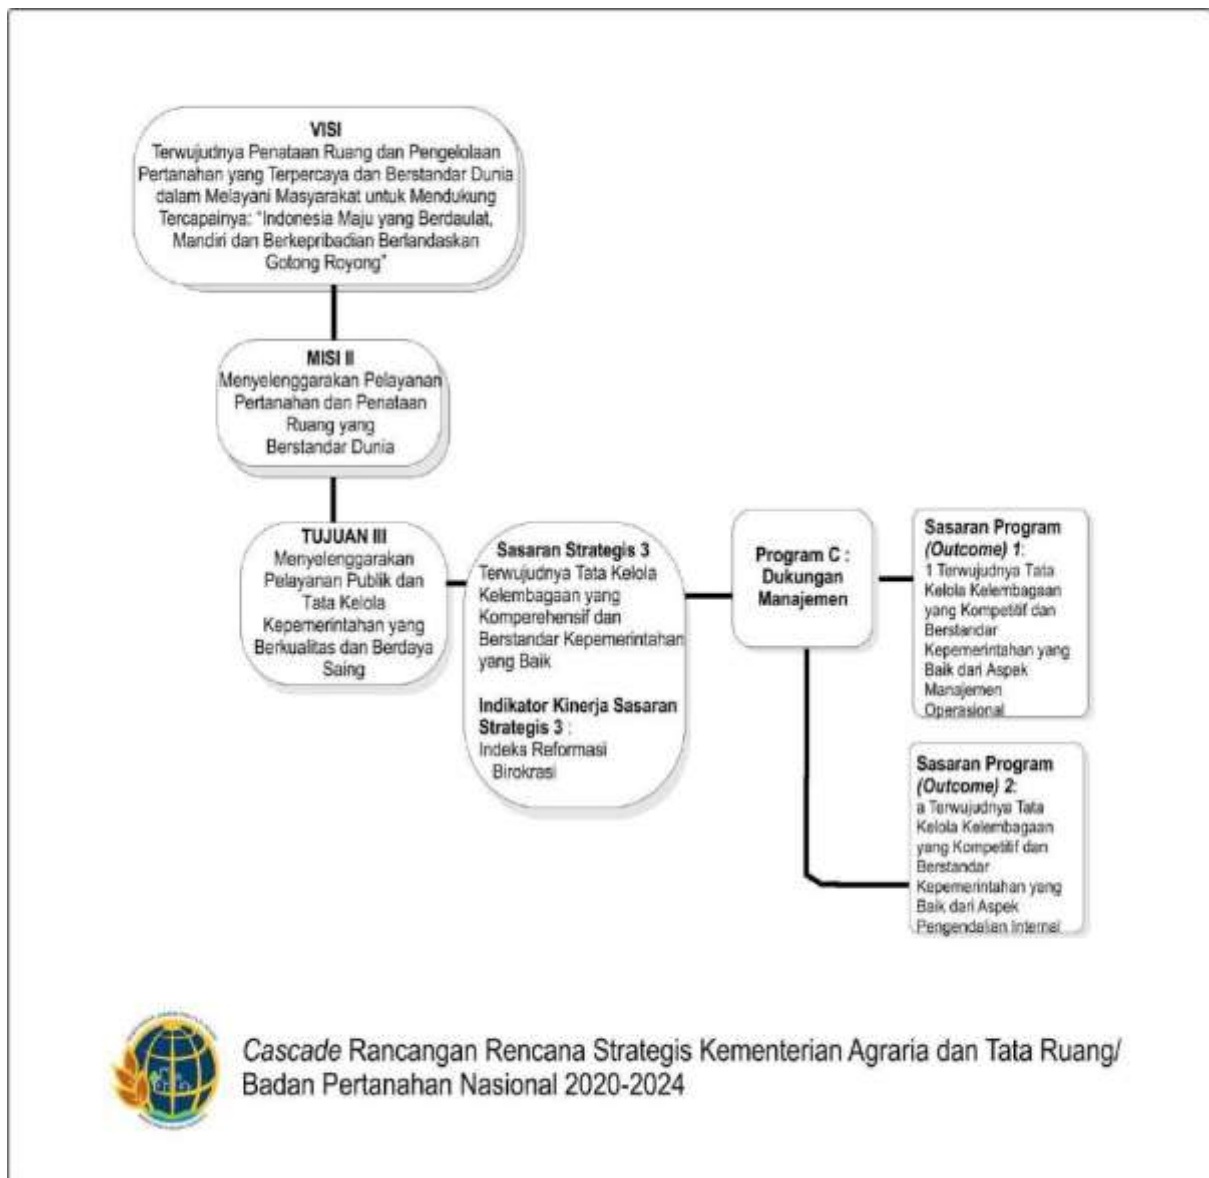 VISI
Terwujudnya Penataan Ruang dan Pengelolaan
Pertanahan yang Terpercaya dan Berstandar Dunia
dalam Melayani Masyarakat untuk Mendukung
Tercapainya: "Indonesia Maju yang Berdaulat,
Mandiri dan Berkepribadian Berlandaskan
Gotong Royong"
MISI II
Menyelenggarakan Pelayanan
Pertanahan dan Penataan
Ruang yang
Berstandar Dunia
TUJUAN III
Menyelenggarakan
Pelayanan Publik dan
Tata Kelola
Kepemerintahan yang
Berkualitas dan Berdaya
Saing
Sasaran Strategis 3
Terwujudnya Tata Kelola
Kelembagaan yang
Komperehensif dan
Berstandar Kepemerintahan
yang Baik
Indikator Kinerja Sasaran
Strategis 3 :
Indeks Reformasi
Birokrasi
Program C :
Dukungan
Manajemen
Sasaran Program
(Outcome) 1:
1 Terwujudnya Tata
Kelola Kelembagaan
yang Kompetitif dan
Berstandar
Kepemerintahan yang
Baik dari Aspek
Manajemen
Operasional
Sasaran Program
(Outcome) 2:
a Terwujudnya Tata
Kelola Kelembagaan
yang Kompetitif dan
Berstandar
Kepemerintahan yang
Baik dari Aspek
Pengendalian Internal
Cascade Rancangan Rencana Strategis Kementerian Agraria dan Tata Ruang/
Badan Pertanahan Nasional 2020-2024